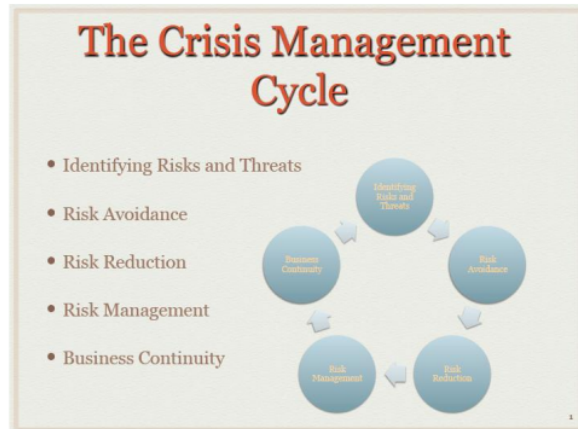 The Crisis Management
Cycle
• Identifying Risks and Threats
• Risk Avoidance
• Risk Reduction
• Risk Management
• Business Continuity
Identifying
Risks and
Threats
Risk
Avoidance
Risk
Reduction
Risk
Management
Business
Continuity
1